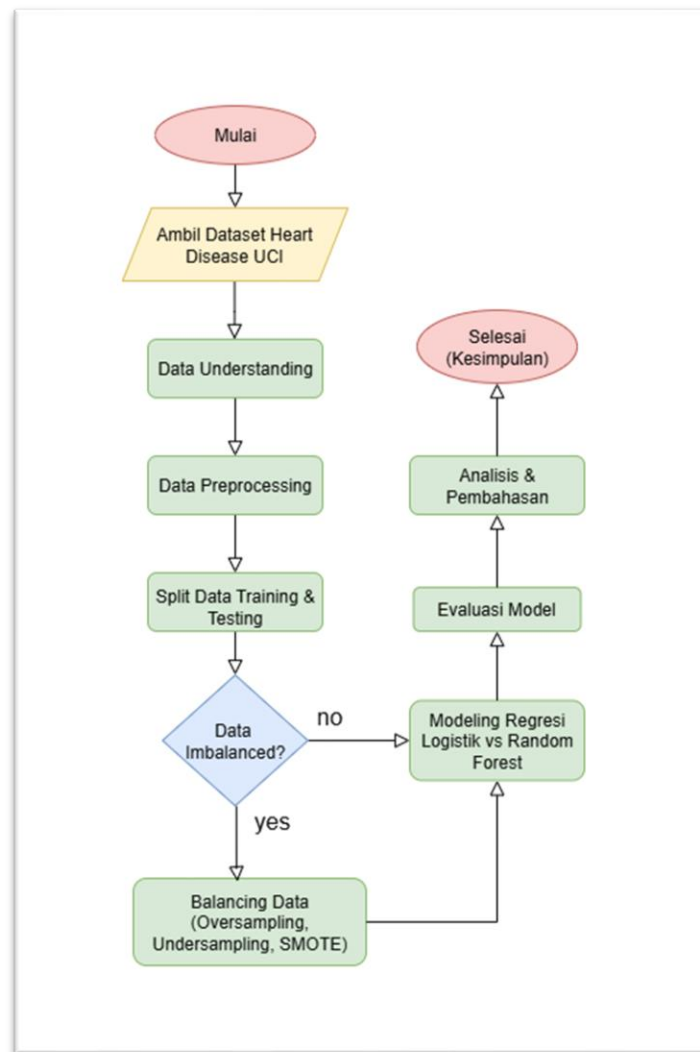 Mulai
Ambil Dataset Heart
Disease UCI
Data Understanding
Data Preprocessing
Split Data Training &
Testing
Data
Imbalanced?
no
yes
Balancing Data
(Oversampling,
Undersampling, SMOTE)
Modeling Regresi
Logistik vs Random
Forest
Evaluasi Model
Analisis &
Pembahasan
Selesai
(Kesimpulan)